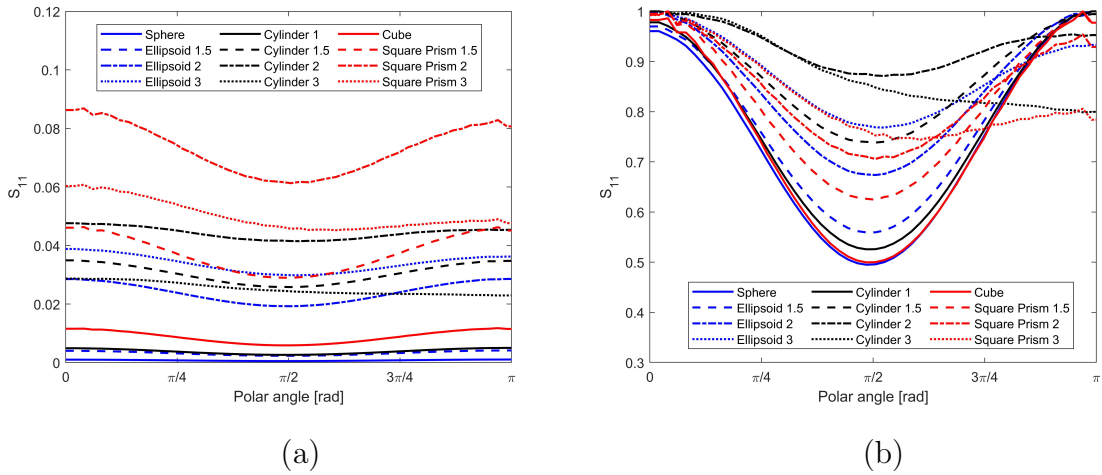 0.12
0.1
0.08
0.06
0.04
0.02
0
S11
Sphere Cylinder 1 Cube
Ellipsoid 1.5 Cylinder 1.5 Square Prism 1.5
Ellipsoid 2 Cylinder 2 Square Prism 2
Ellipsoid 3 Cylinder 3 Square Prism 3
0 π/4 π/2 3π/4 π
Polar angle [rad]
(a)
1
0.9
0.8
0.7
0.6
0.5
0.4
0.3
S11
Sphere Cylinder 1 Cube
Ellipsoid 1.5 Cylinder 1.5 Square Prism 1.5
Ellipsoid 2 Cylinder 2 Square Prism 2
Ellipsoid 3 Cylinder 3 Square Prism 3
0 π/4 π/2 3π/4 π
Polar angle [rad]
(b)